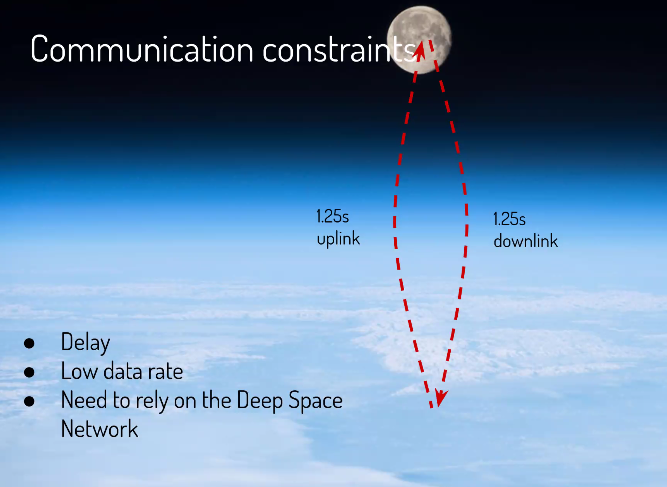 Communication constraints
1.25s
uplink
1.25s
downlink
● Delay
● Low data rate
● Need to rely on the Deep Space
Network